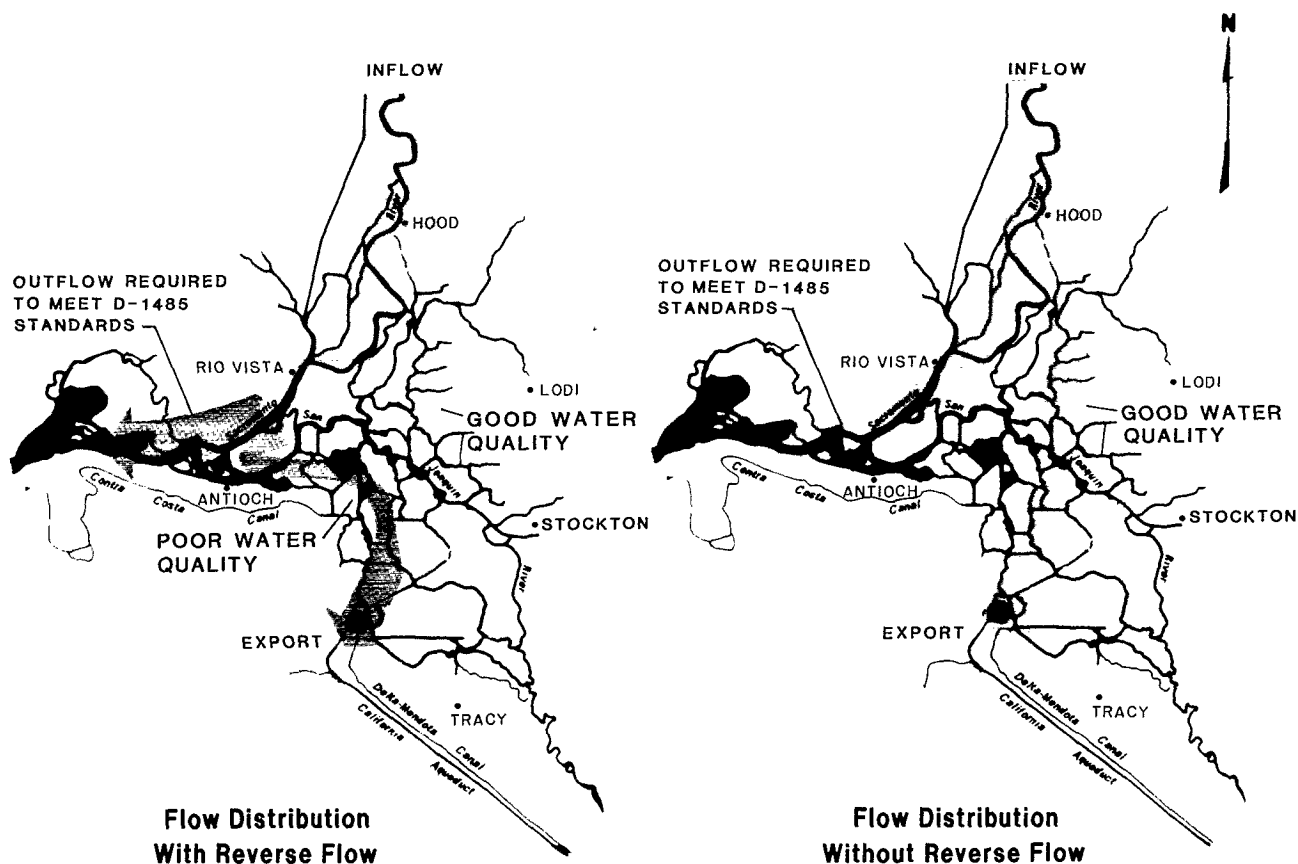 INFLOW
River
HOOD
OUTFLOW REQUIRED
TO MEET D-1485
STANDARDS
RIO VISTA
LODI
Sacramento
San
GOOD WATER
QUALITY
Joaquin
ANTIOCH
Contra
Costa
Canal
STOCKTON
POOR WATER
QUALITY
River
EXPORT
TRACY
Delta-Mendota
Canal
California
Aqueduct
Flow Distribution
With Reverse Flow
N
INFLOW
River
HOOD
OUTFLOW REQUIRED
TO MEET D-1485
STANDARDS
RIO VISTA
LODI
Sacramento
San
GOOD WATER
QUALITY
Joaquin
ANTIOCH
Contra
Costa
Canal
STOCKTON
River
EXPORT
TRACY
Delta-Mendota
Canal
California
Aqueduct
Flow Distribution
Without Reverse Flow